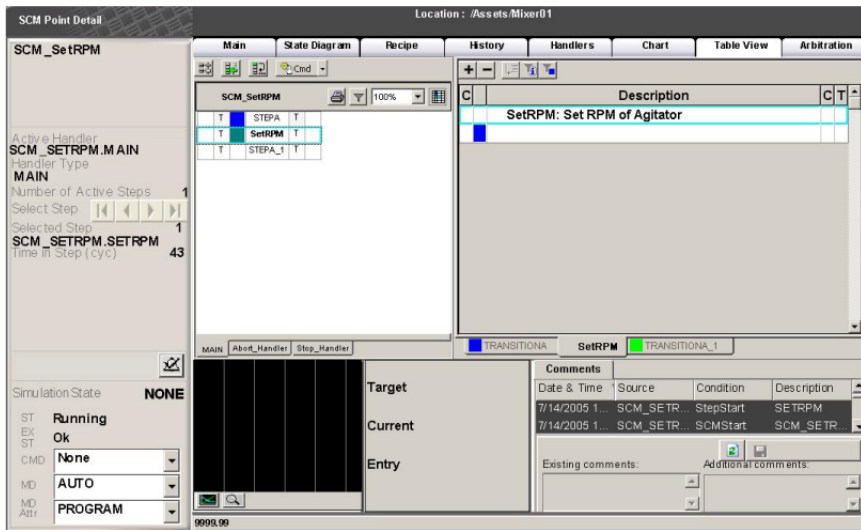 SCM Point Detail
Location : /Assets/Mixer01
SCM_SetRPM
Main
State Diagram
Recipe
History
Handlers
Chart
Table View
Arbitration
Cmd
SCM_SetRPM
100%
T STEPA T
T SetRPM T
T STEPA_1 T
C Description C T
SetRPM: Set RPM of Agitator
Active Handler
SCM_SETRPM.MAIN
Handler Type
MAIN
Number of Active Steps 1
Select Step
Selected Step 1
SCM_SETRPM.SETRPM
Time in Step (cyc) 43
MAIN Abort_Handler Stop_Handler
TRANSITIONA SetRPM TRANSITIONA_1
Simulation State NONE
ST Running
EX ST Ok
CMD None
MD AUTO
MD Attr PROGRAM
Target
Current
Entry
Comments
Date & Time Source Condition Description
7/14/2005 1... SCM_SETR... StepStart SETRPM
7/14/2005 1... SCM_SETR... SCMStart SCM_SETR...
Existing comments: Additional comments:
9999.99